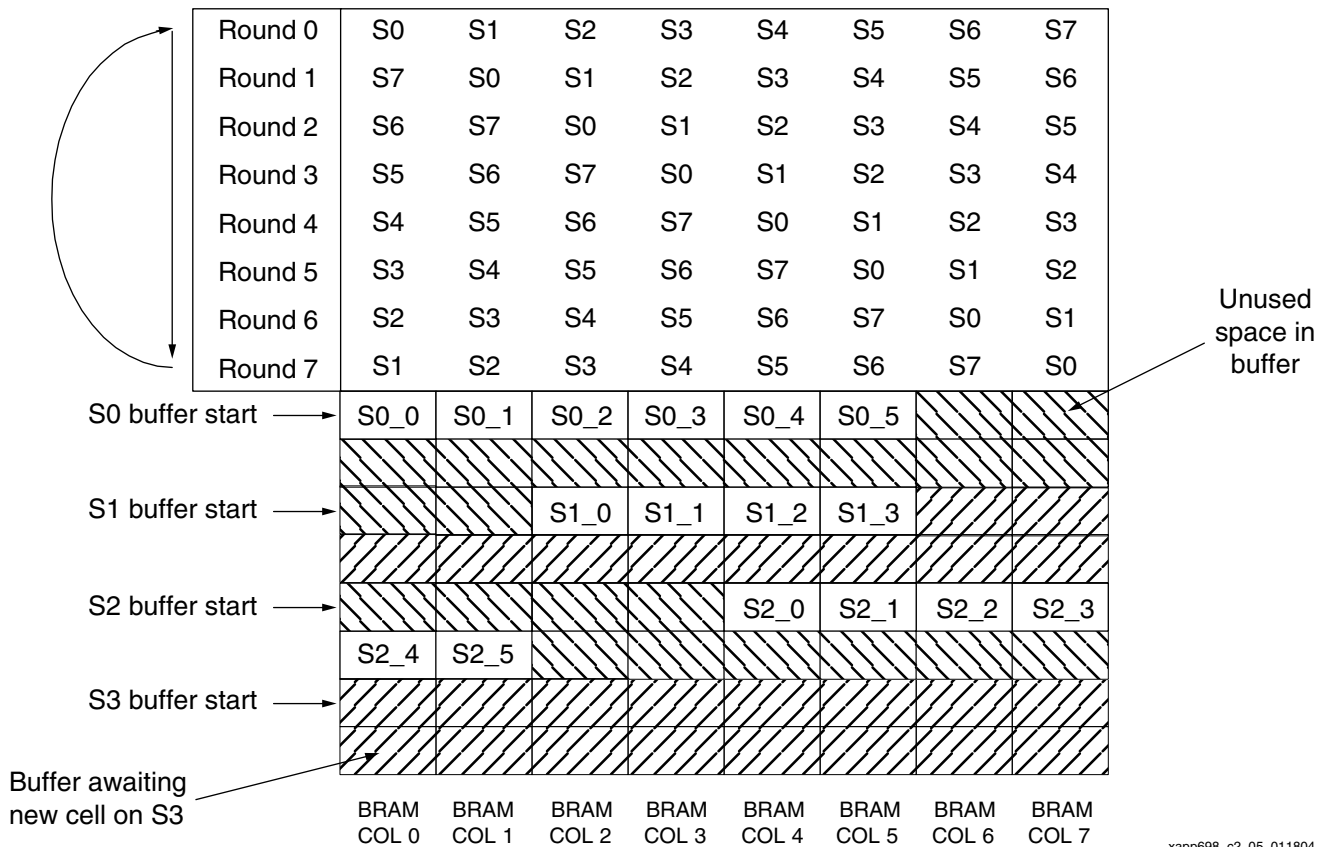 Round 0 S0 S1 S2 S3 S4 S5 S6 S7
Round 1 S7 S0 S1 S2 S3 S4 S5 S6
Round 2 S6 S7 S0 S1 S2 S3 S4 S5
Round 3 S5 S6 S7 S0 S1 S2 S3 S4
Round 4 S4 S5 S6 S7 S0 S1 S2 S3
Round 5 S3 S4 S5 S6 S7 S0 S1 S2
Round 6 S2 S3 S4 S5 S6 S7 S0 S1
Round 7 S1 S2 S3 S4 S5 S6 S7 S0
Unused
space in
buffer
S0 buffer start S0_0 S0_1 S0_2 S0_3 S0_4 S0_5
S1 buffer start S1_0 S1_1 S1_2 S1_3
S2 buffer start S2_0 S2_1 S2_2 S2_3
S2_4 S2_5
S3 buffer start
Buffer awaiting
new cell on S3
BRAM BRAM BRAM BRAM BRAM BRAM BRAM BRAM
COL 0 COL 1 COL 2 COL 3 COL 4 COL 5 COL 6 COL 7
xapp698_c2_05_011804